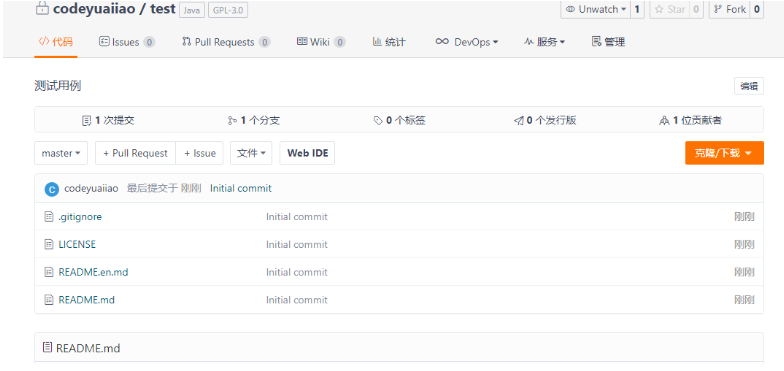 codeyuaiiao / test Java GPL-3.0 Unwatch 1 Star 0 Fork 0
代码 Issues 0 Pull Requests 0 Wiki 0 统计 DevOps 服务 管理
测试用例 编辑
1 次提交 1 个分支 0 个标签 0 个发行版 1 位贡献者
master + Pull Request + Issue 文件 Web IDE 克隆/下载
C codeyuaiiao 最后提交于 刚刚 Initial commit
.gitignore Initial commit 刚刚
LICENSE Initial commit 刚刚
README.en.md Initial commit 刚刚
README.md Initial commit 刚刚
README.md